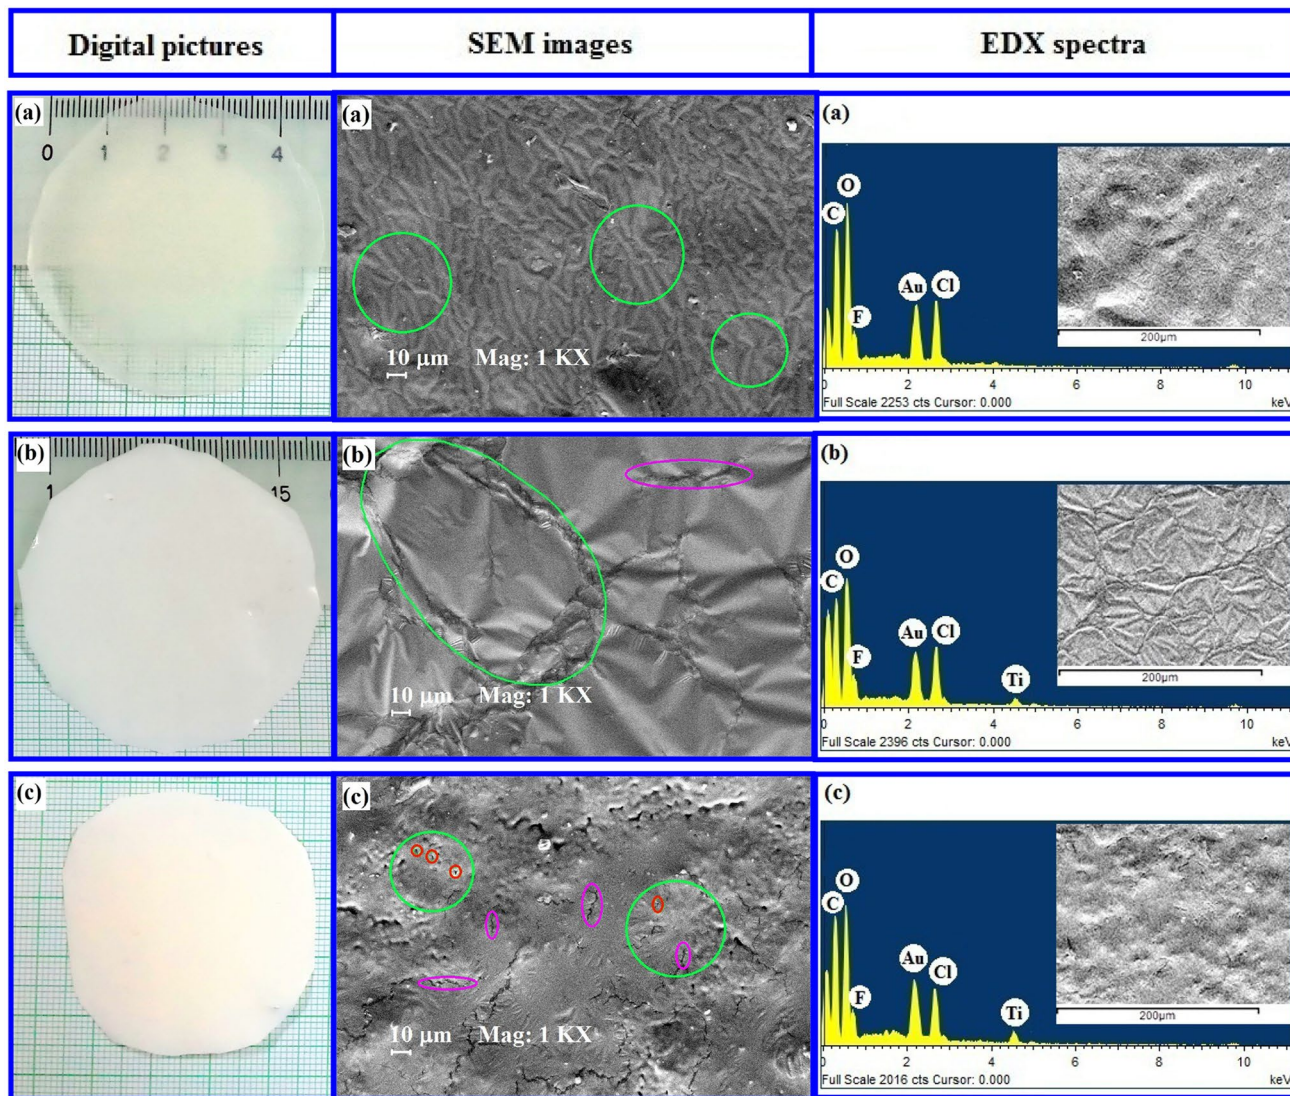 Digital pictures
SEM images
EDX spectra
(a)
0 1 2 3 4
(a)
10 µm Mag: 1 KX
(a)
O
C
F
Au
Cl
200µm
2 4 6 8 10
Full Scale 2253 cts Cursor: 0.000
keV
(b)
1 15
(b)
10 µm Mag: 1 KX
(b)
O
C
F
Au
Cl
Ti
200µm
0 2 4 6 8 10
Full Scale 2396 cts Cursor: 0.000
keV
(c)
(c)
10 µm Mag: 1 KX
(c)
O
C
F
Au
Cl
Ti
200µm
0 2 4 6 8 10
Full Scale 2016 cts Cursor: 0.000
keV